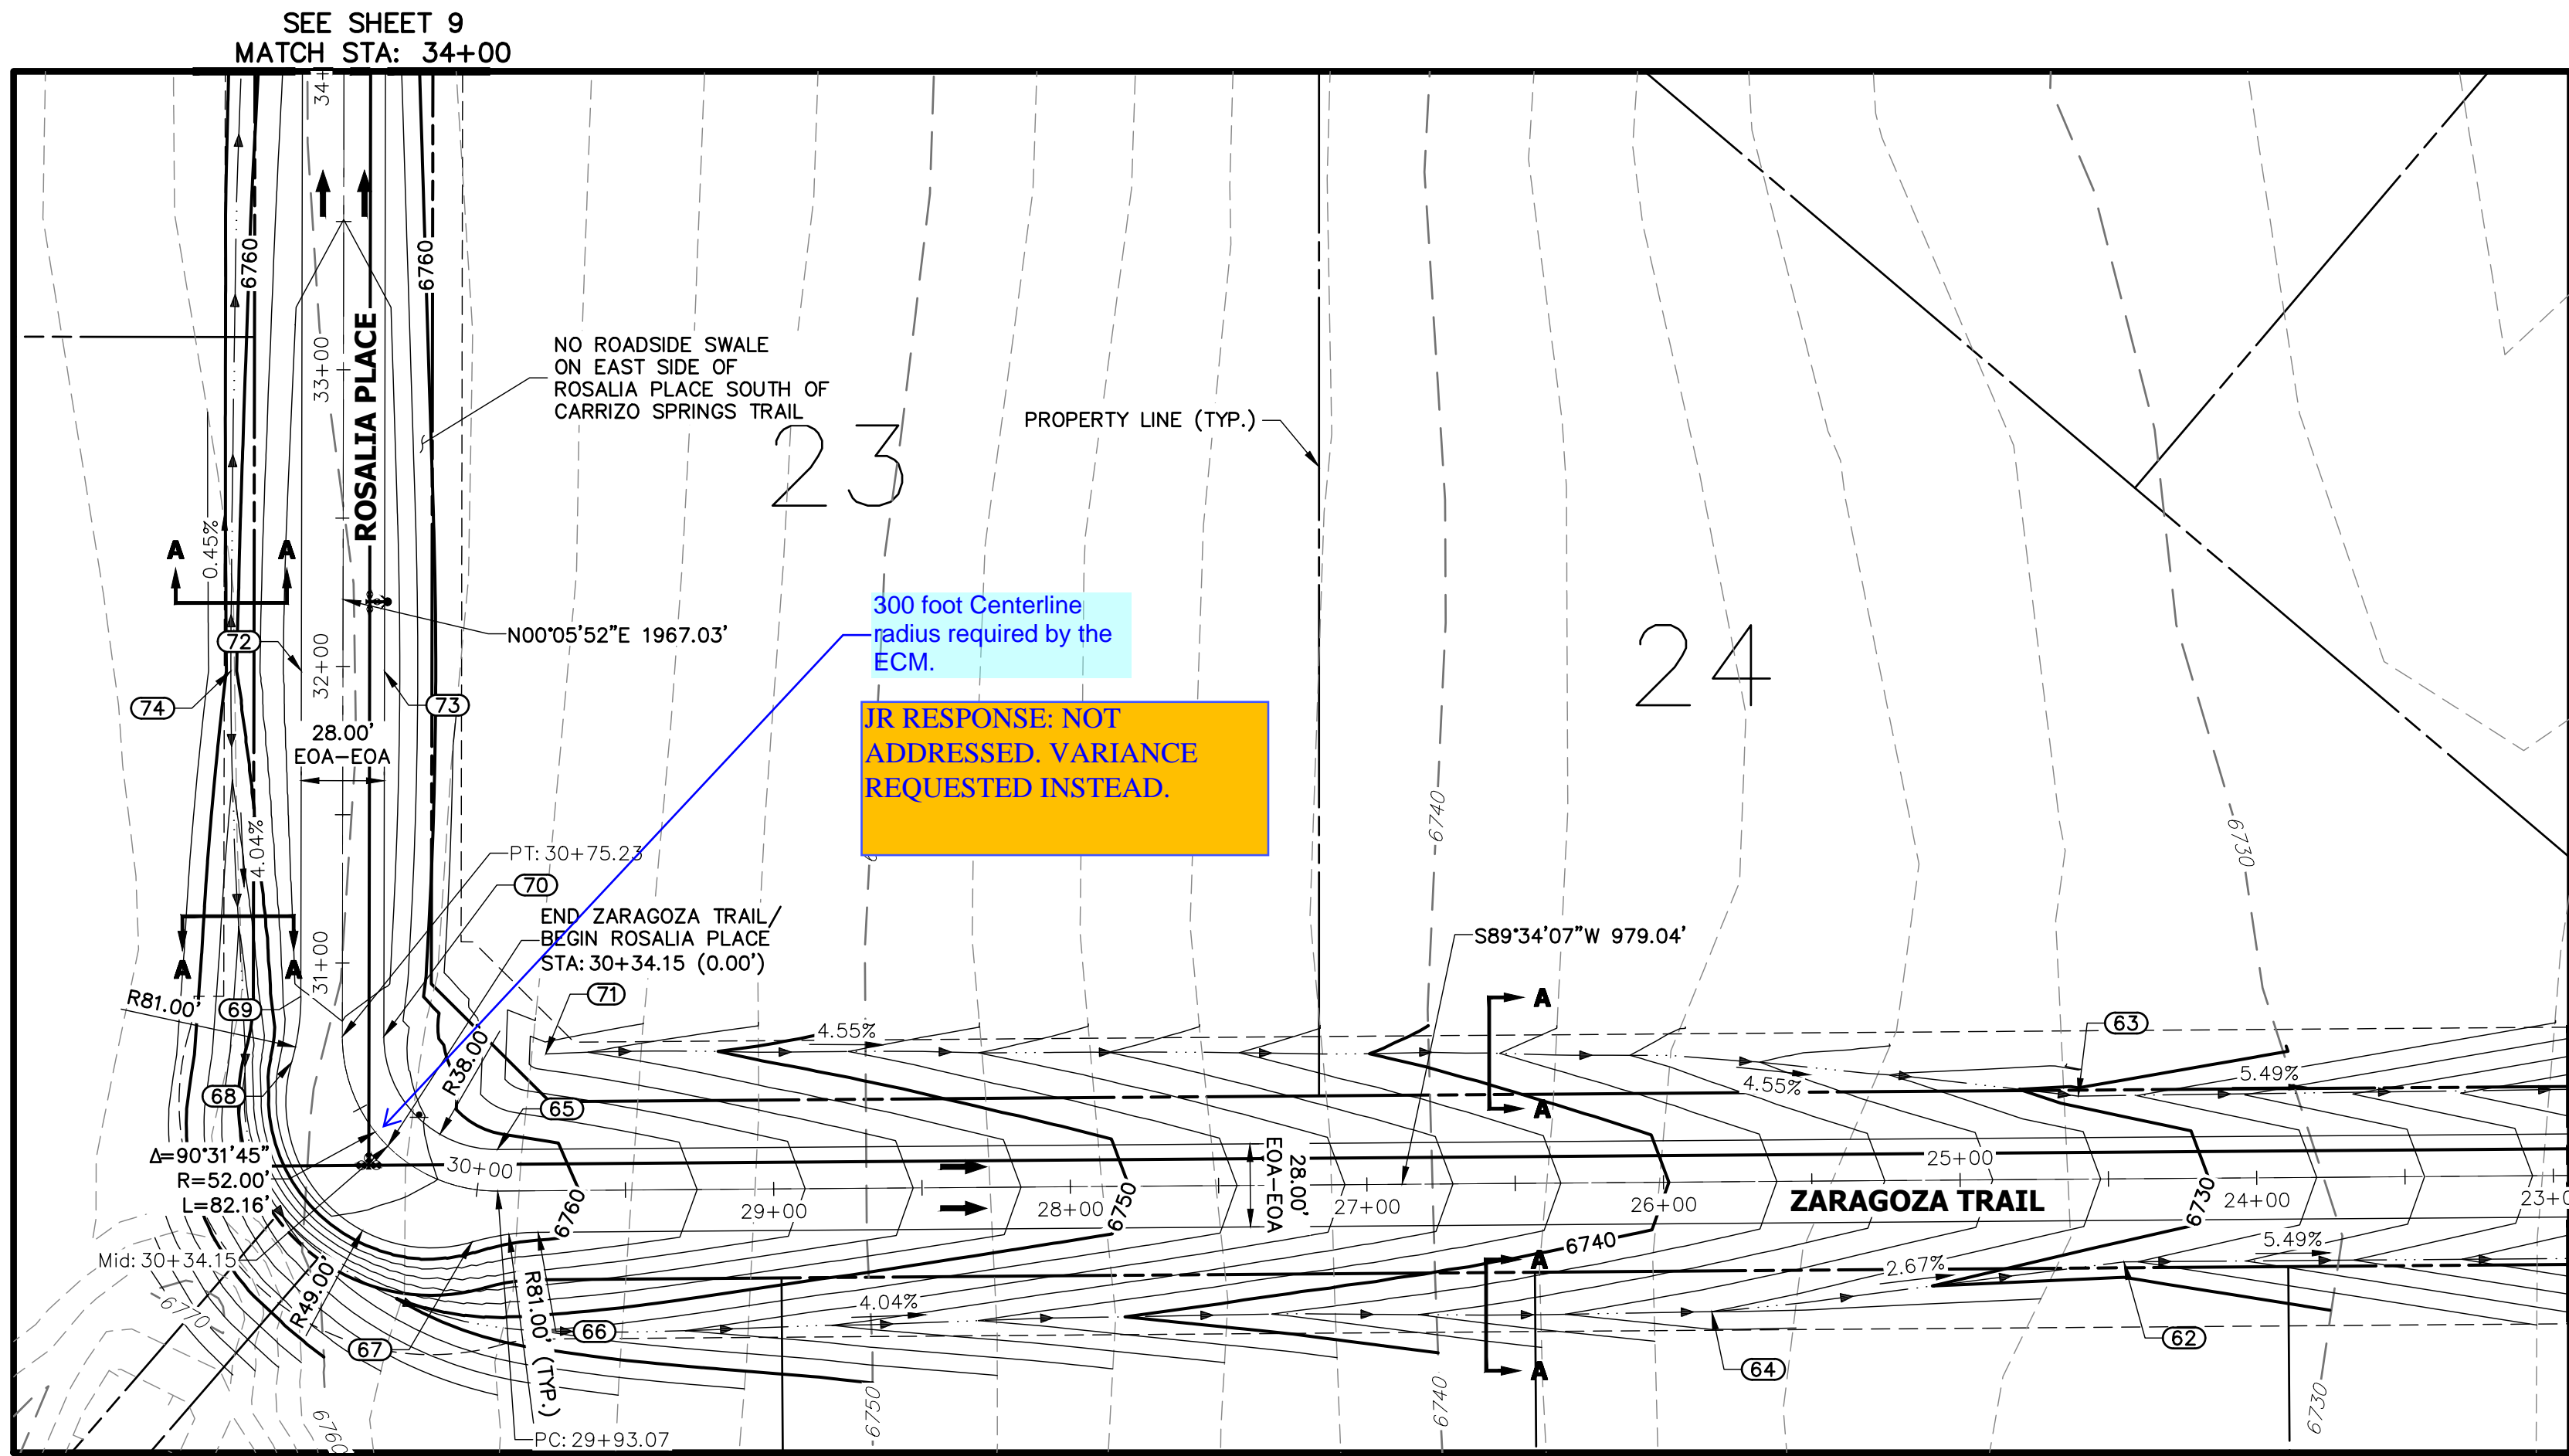 SEE SHEET 9
MATCH STA: 34+00
34+
6760
6760
ROSALIA PLACE
33+00
NO ROADSIDE SWALE
ON EAST SIDE OF
ROSALIA PLACE SOUTH OF
CARRIZO SPRINGS TRAIL
23
PROPERTY LINE (TYP.)
A
A
0.45%
72
N00°05'52"E 1967.03'
300 foot Centerline
radius required by the
ECM.
24
32+00
74
73
28.00'
EOA-EOA
JR RESPONSE: NOT
ADDRESSED. VARIANCE
REQUESTED INSTEAD.
6740
6730
4.04%
PT: 30+75.23
70
END ZARAGOZA TRAIL/
BEGIN ROSALIA PLACE
STA: 30+34.15 (0.00')
S89°34'07"W 979.04'
31+00
A
A
R81.00'
69
71
A
4.55%
63
R38.00'
5.49%
4.55%
68
65
A
Δ=90°31'45"
R=52.00'
L=82.16'
30+00
29+00
28+00
27+00
26+00
25+00
24+00
23+0
EOA-EOA
28.00'
ZARAGOZA TRAIL
6760
6750
6740
6730
Mid: 30+34.15
A
5.49%
2.67%
6770
R49.00'
R81.00' (TYP.)
4.04%
66
67
62
64
A
6760
6750
6740
6730
PC: 29+93.07